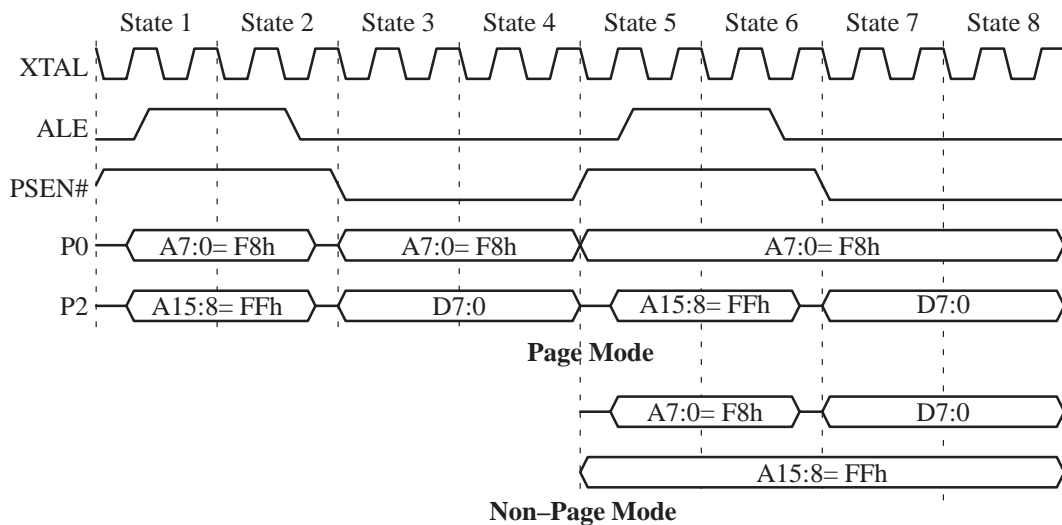 State 1 State 2 State 3 State 4 State 5 State 6 State 7 State 8
XTAL
ALE
PSEN#
P0 A7:0= F8h A7:0= F8h A7:0= F8h
P2 A15:8= FFh D7:0 A15:8= FFh D7:0
Page Mode
A7:0= F8h D7:0
A15:8= FFh
Non–Page Mode